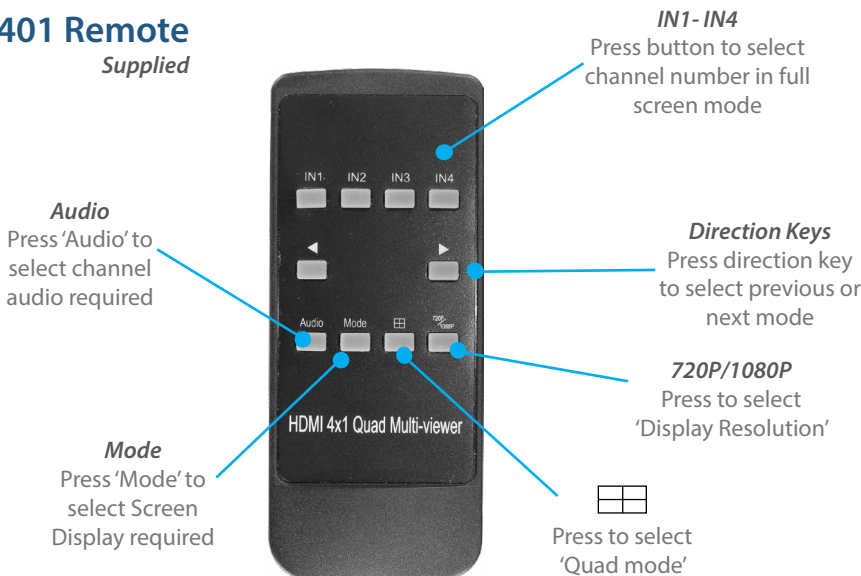 401 Remote
Supplied
IN1- IN4
Press button to select
channel number in full
screen mode
Audio
Press ‘Audio’ to
select channel
audio required
Direction Keys
Press direction key
to select previous or
next mode
720P/1080P
Press to select
‘Display Resolution’
Mode
Press ‘Mode’ to
select Screen
Display required
Press to select
‘Quad mode’
IN1 IN2 IN3 IN4
Audio Mode 720P/1080P
HDMI 4x1 Quad Multi-viewer